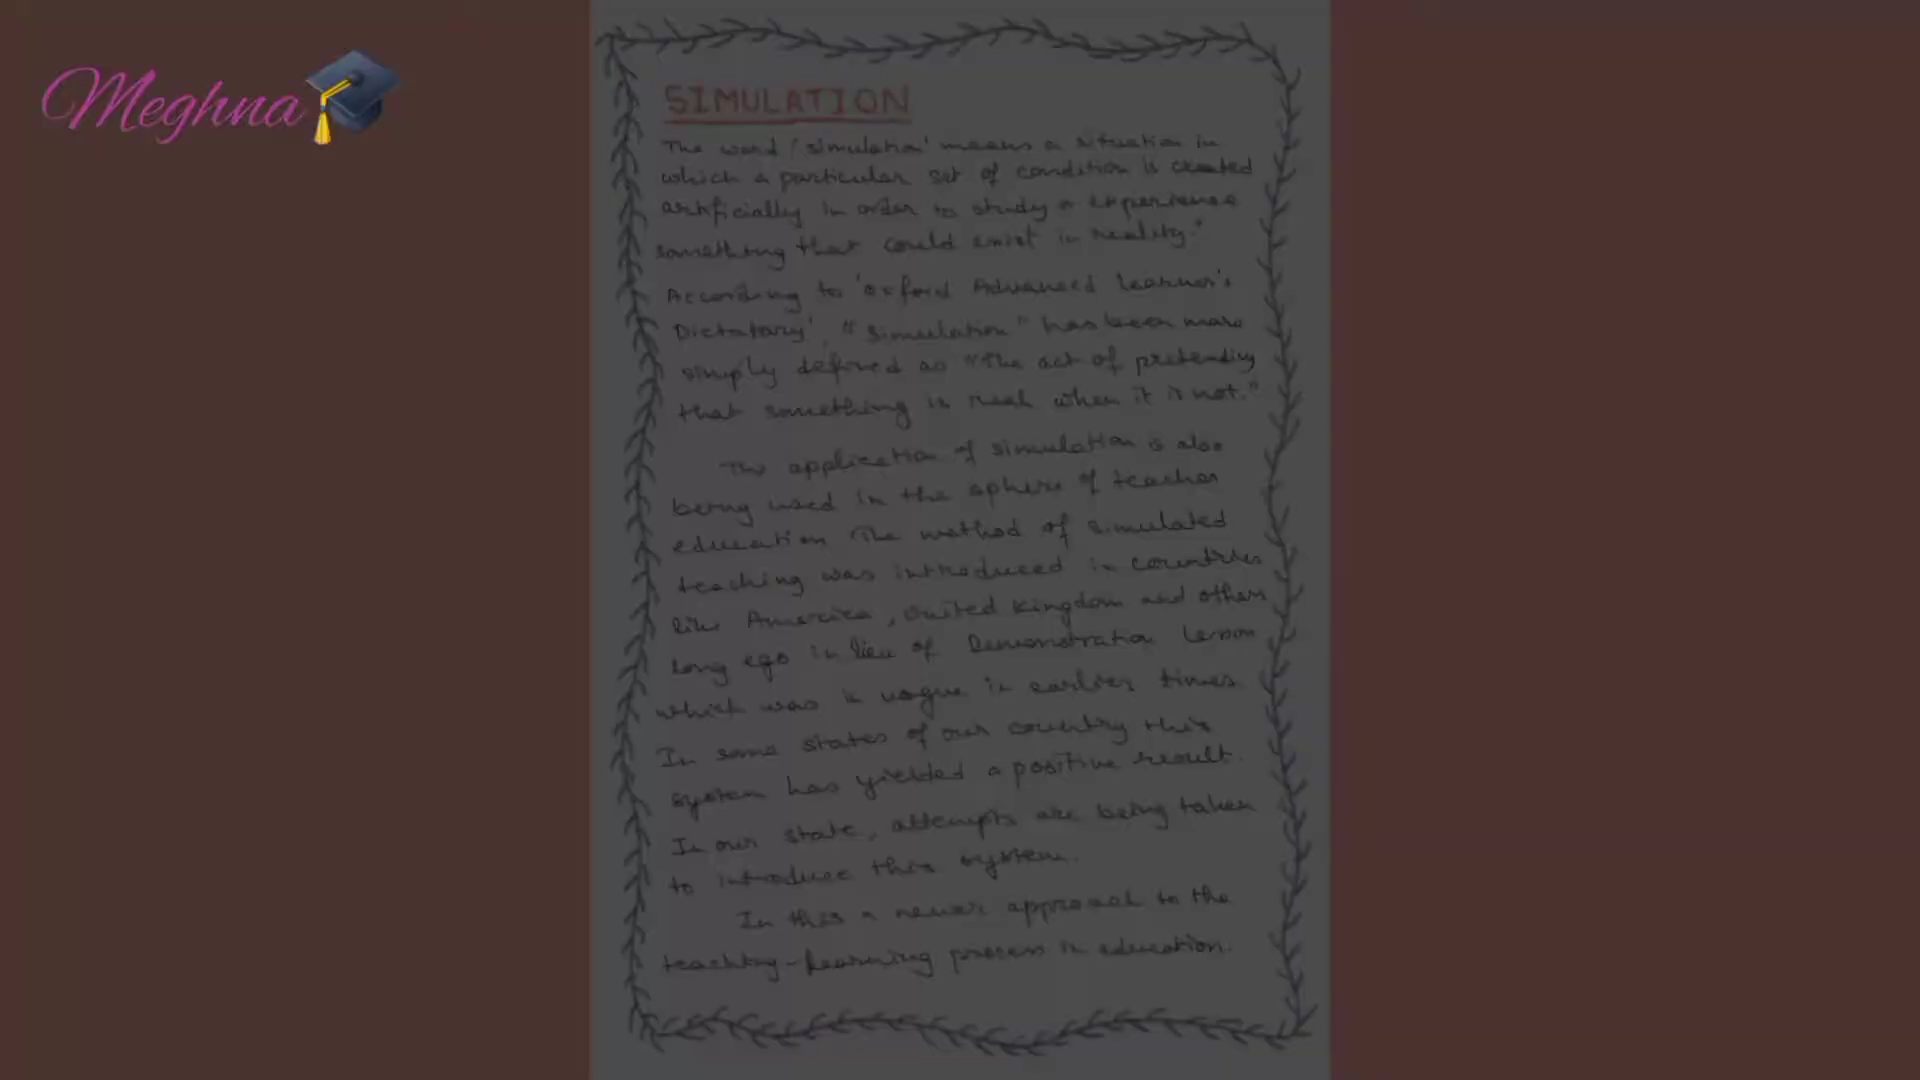 Meghna
SIMULATION
The word 'simulation' means a situation in
which a particular set of condition is created
artificially in order to study or experience
something that could exist in reality."
According to 'Oxford Advanced Learner's
Dictatary', "Simulation" has been more
simply defined as "The act of pretending
that something is real when it is not."
The application of simulation is also
being used in the sphere of teacher
education. The method of simulated
teaching was introduced in countries
like America, United Kingdom and others
long ego in lieu of Demonstration Lesson
which was in vogue in earlier times.
In some states of our country this
system has yielded a positive result.
In our state, attempts are being taken
to introduce this system.
In this a newer approach to the
teaching-learning process in education.